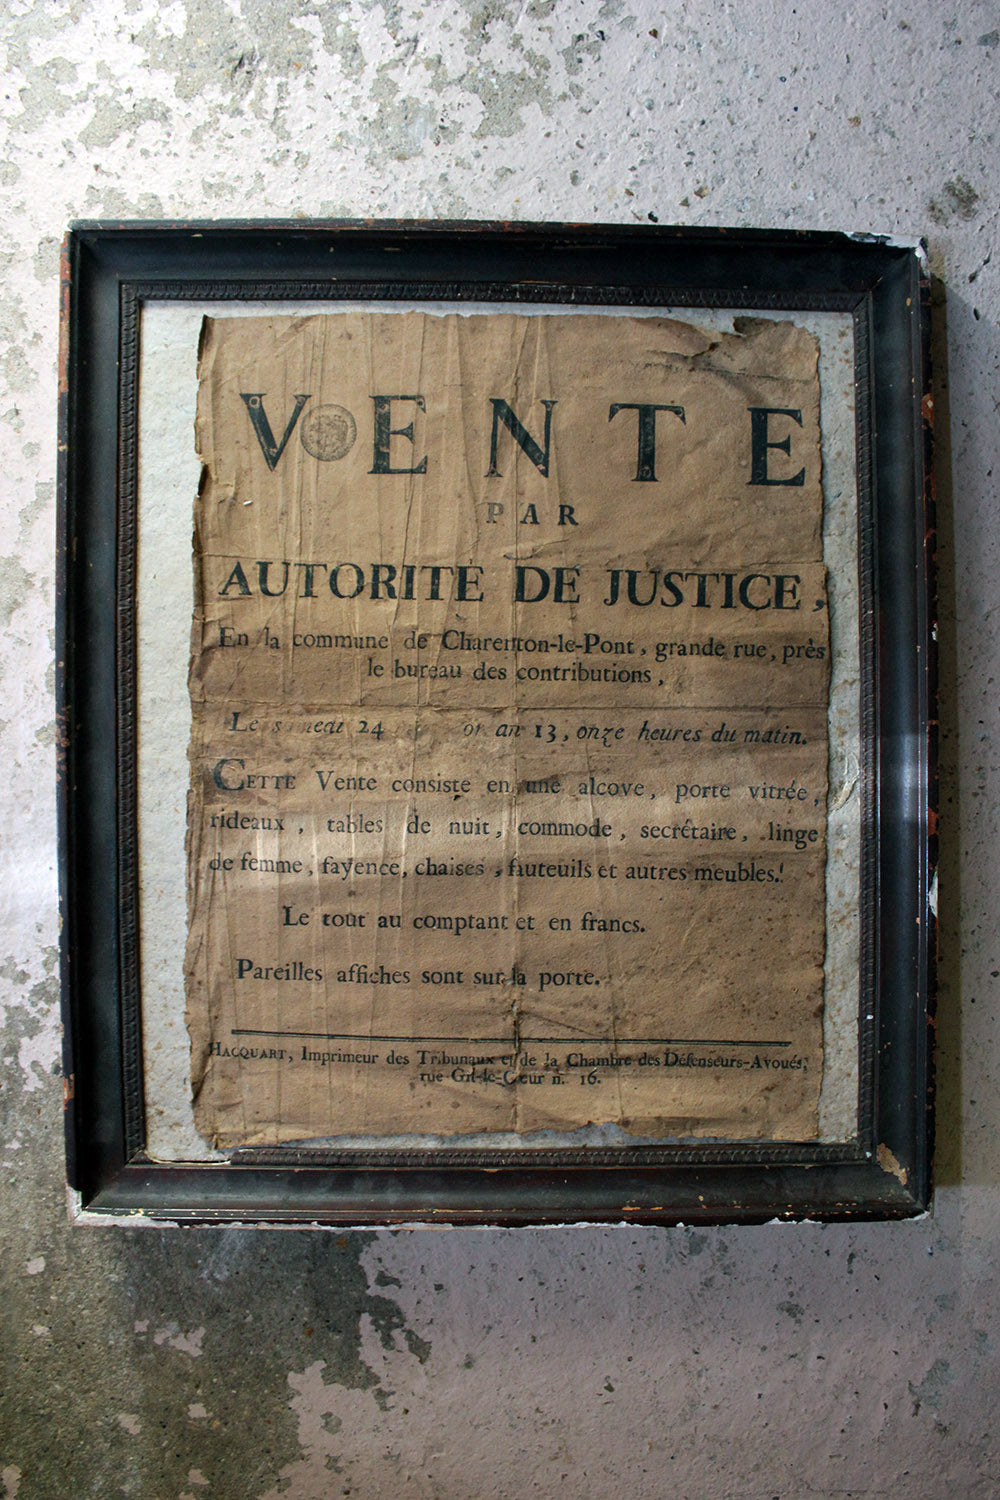 VENTE
PAR
AUTORITÉ DE JUSTICE,
En la commune de Charenton-le-Pont, grande rue, près
le bureau des contributions,
Le 24 an 13, onze heures du matin.
CETTE Vente consiste en une alcove, porte vitrée,
rideaux, tables de nuit, commode, secrétaire, linge
de femme, fayence, chaises, fauteuils et autres meubles.
Le tout au comptant et en francs.
Pareilles affiches sont sur la porte.
HACQUART, Imprimeur des Tribunaux et de la Chambre des Défenseurs-Avoués,
rue Gît-le-Cœur n.° 16.